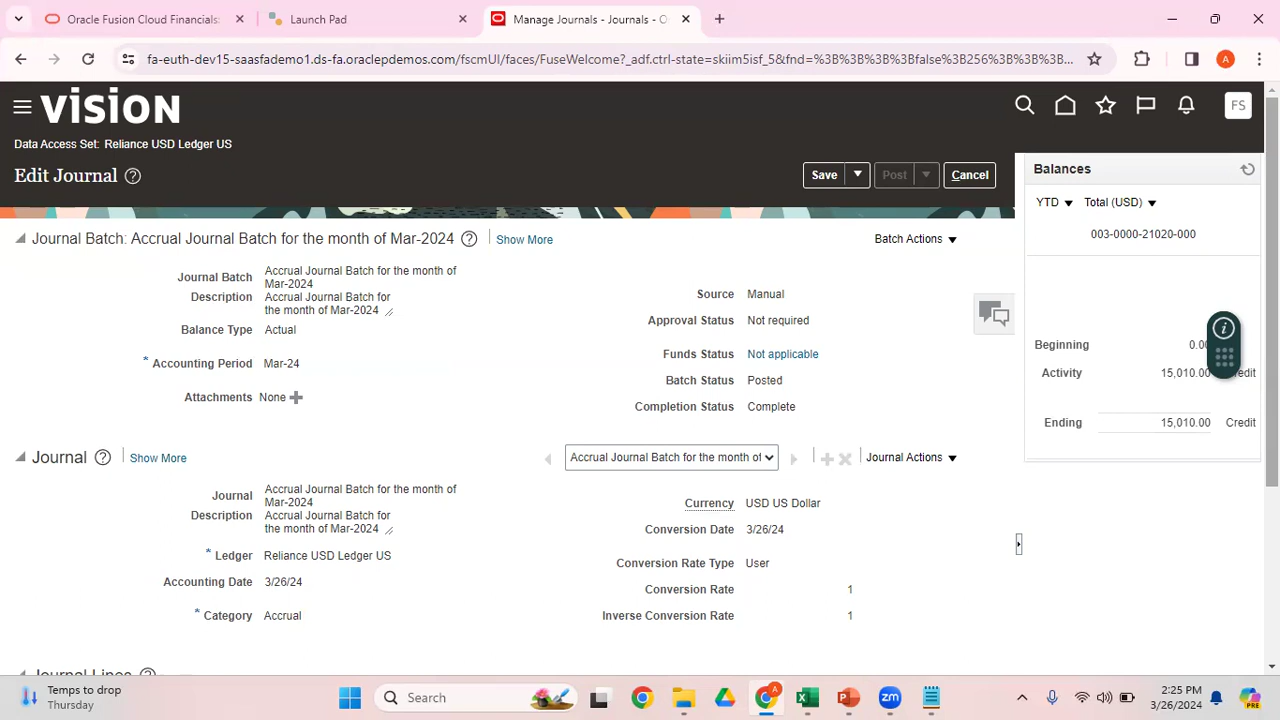 Oracle Fusion Cloud Financials:
Launch Pad
Manage Journals - Journals - O
fa-euth-dev15-saasfademo1.ds-fa.oraclepdemos.com/fscmUI/faces/FuseWelcome?_adf.ctrl-state=skiim5isf_5&fnd=%3B%3B%3B%3Bfalse%3B256%3B%3B%3B...
A
vision
FS
Data Access Set: Reliance USD Ledger US
Edit Journal
Save
Post
Cancel
Balances
YTD
Total (USD)
003-0000-21020-000
Beginning
0.00
Activity
15,010.00
Ending
15,010.00
Credit
Journal Batch: Accrual Journal Batch for the month of Mar-2024
Show More
Batch Actions
Journal Batch
Accrual Journal Batch for the month of
Mar-2024
Description
Accrual Journal Batch for
the month of Mar-2024
Balance Type
Actual
Accounting Period
Mar-24
Attachments
None
Source
Manual
Approval Status
Not required
Funds Status
Not applicable
Batch Status
Posted
Completion Status
Complete
Journal
Show More
Accrual Journal Batch for the month of
Journal Actions
Journal
Accrual Journal Batch for the month of
Mar-2024
Description
Accrual Journal Batch for
the month of Mar-2024
* Ledger
Reliance USD Ledger US
Accounting Date
3/26/24
* Category
Accrual
Currency
USD US Dollar
Conversion Date
3/26/24
Conversion Rate Type
User
Conversion Rate
1
Inverse Conversion Rate
1
Journal Lines
Temps to drop
Thursday
Search
A
zm
2:25 PM
3/26/2024
PRE